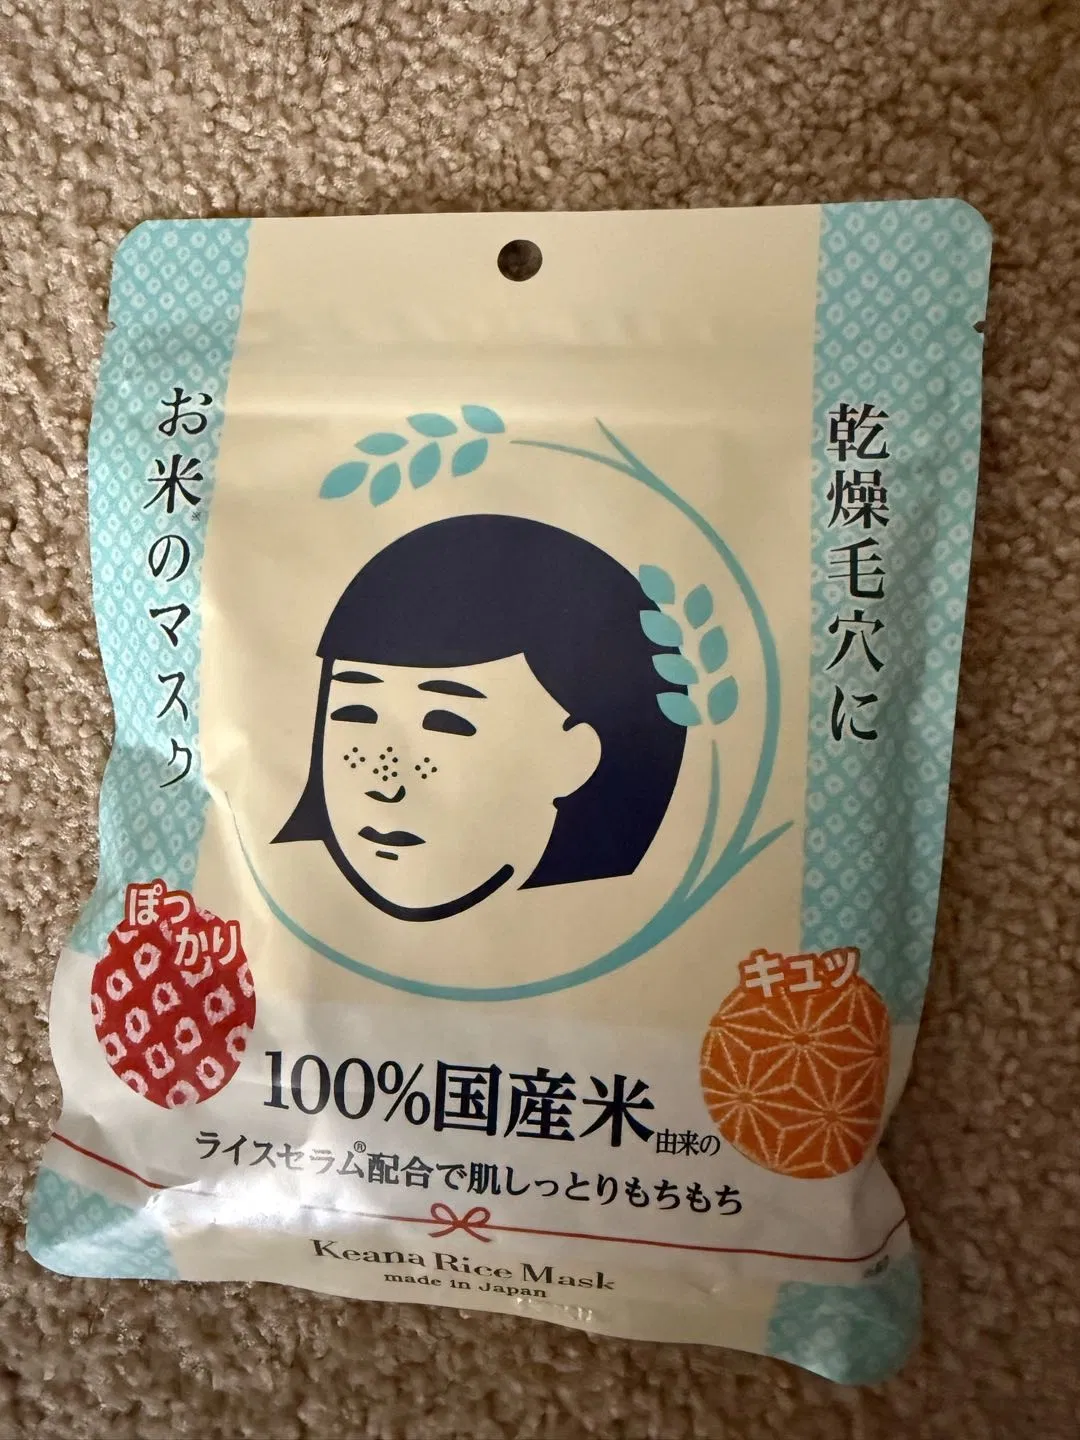 乾燥毛穴に
お米※のマスク
ぽっ
かり
キュッ
100%国産米由来の
ライスセラム®配合で肌しっとりもちもち
Keana Rice Mask
made in Japan